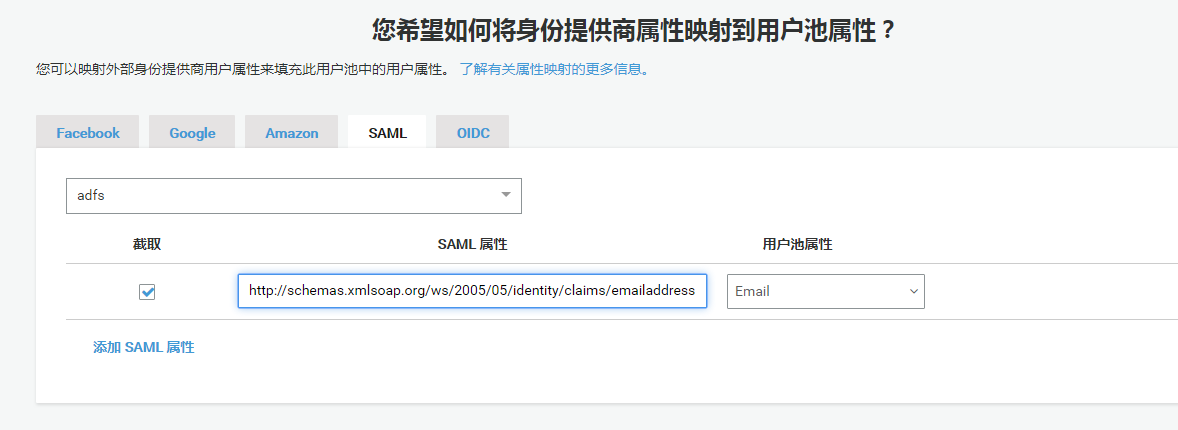 您希望如何将身份提供商属性映射到用户池属性？
您可以映射外部身份提供商用户属性来填充此用户池中的用户属性。 了解有关属性映射的更多信息。
Facebook Google Amazon SAML OIDC
adfs
截取 SAML 属性 用户池属性
http://schemas.xmlsoap.org/ws/2005/05/identity/claims/emailaddress Email
添加 SAML 属性